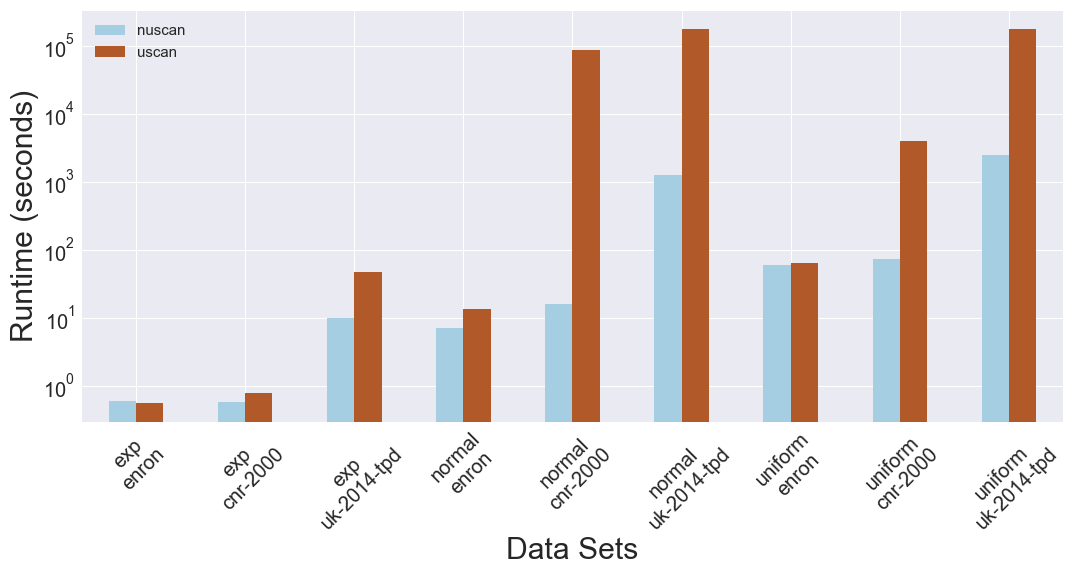 nuscan
uscan
Runtime (seconds)
10^5
10^4
10^3
10^2
10^1
10^0
exp
enron
exp
cnr-2000
exp
uk-2014-tpd
normal
enron
normal
cnr-2000
normal
uk-2014-tpd
uniform
enron
uniform
cnr-2000
uniform
uk-2014-tpd
Data Sets